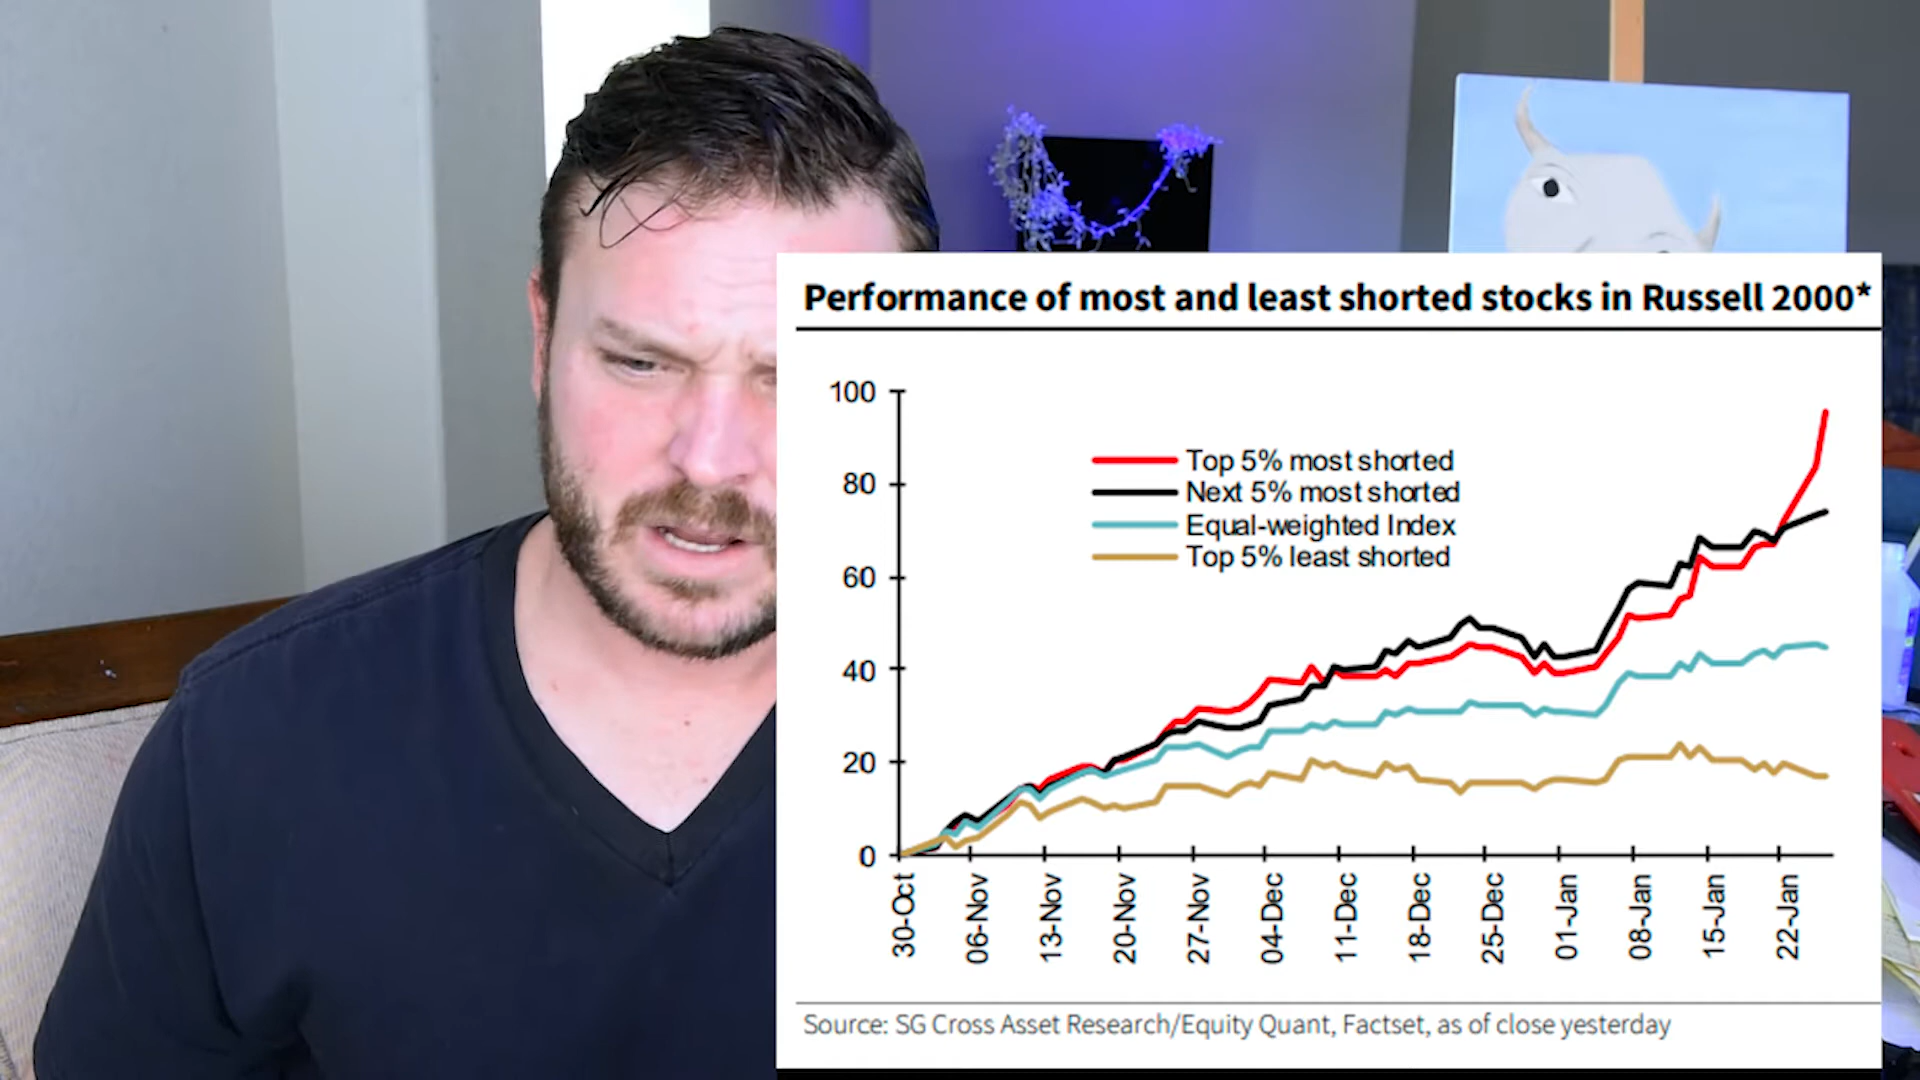 Performance of most and least shorted stocks in Russell 2000*
100
80
60
40
20
0
Top 5% most shorted
Next 5% most shorted
Equal-weighted Index
Top 5% least shorted
30-Oct
06-Nov
13-Nov
20-Nov
27-Nov
04-Dec
11-Dec
18-Dec
25-Dec
01-Jan
08-Jan
15-Jan
22-Jan
Source: SG Cross Asset Research/Equity Quant, Factset, as of close yesterday